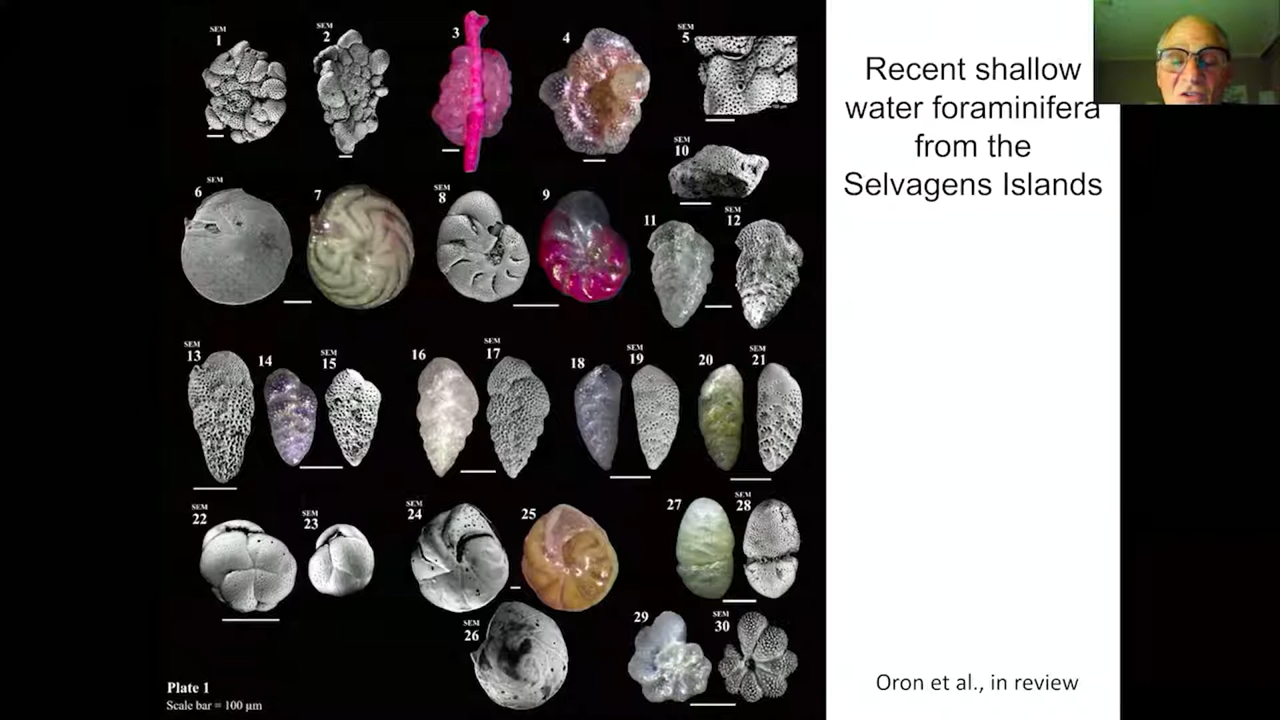 SEM
1
SEM
2
3
4
SEM
5
SEM
6
7
SEM
8
9
SEM
10
11
SEM
12
SEM
13
14
SEM
15
16
SEM
17
18
SEM
19
20
SEM
21
SEM
22
SEM
23
SEM
24
25
SEM
26
27
SEM
28
29
SEM
30
Plate 1
Scale bar = 100 µm
Recent shallow
water foraminifera
from the
Selvagens Islands
Oron et al., in review